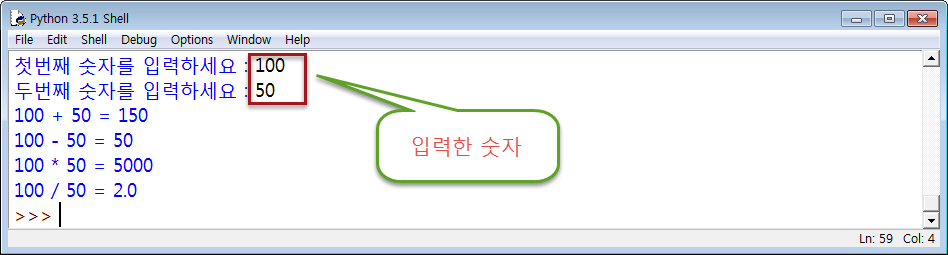 Python 3.5.1 Shell
File Edit Shell Debug Options Window Help
첫번째 숫자를 입력하세요 : 100
두번째 숫자를 입력하세요 : 50
100 + 50 = 150
100 - 50 = 50
100 * 50 = 5000
100 / 50 = 2.0
>>>
입력한 숫자
Ln: 59 Col: 4